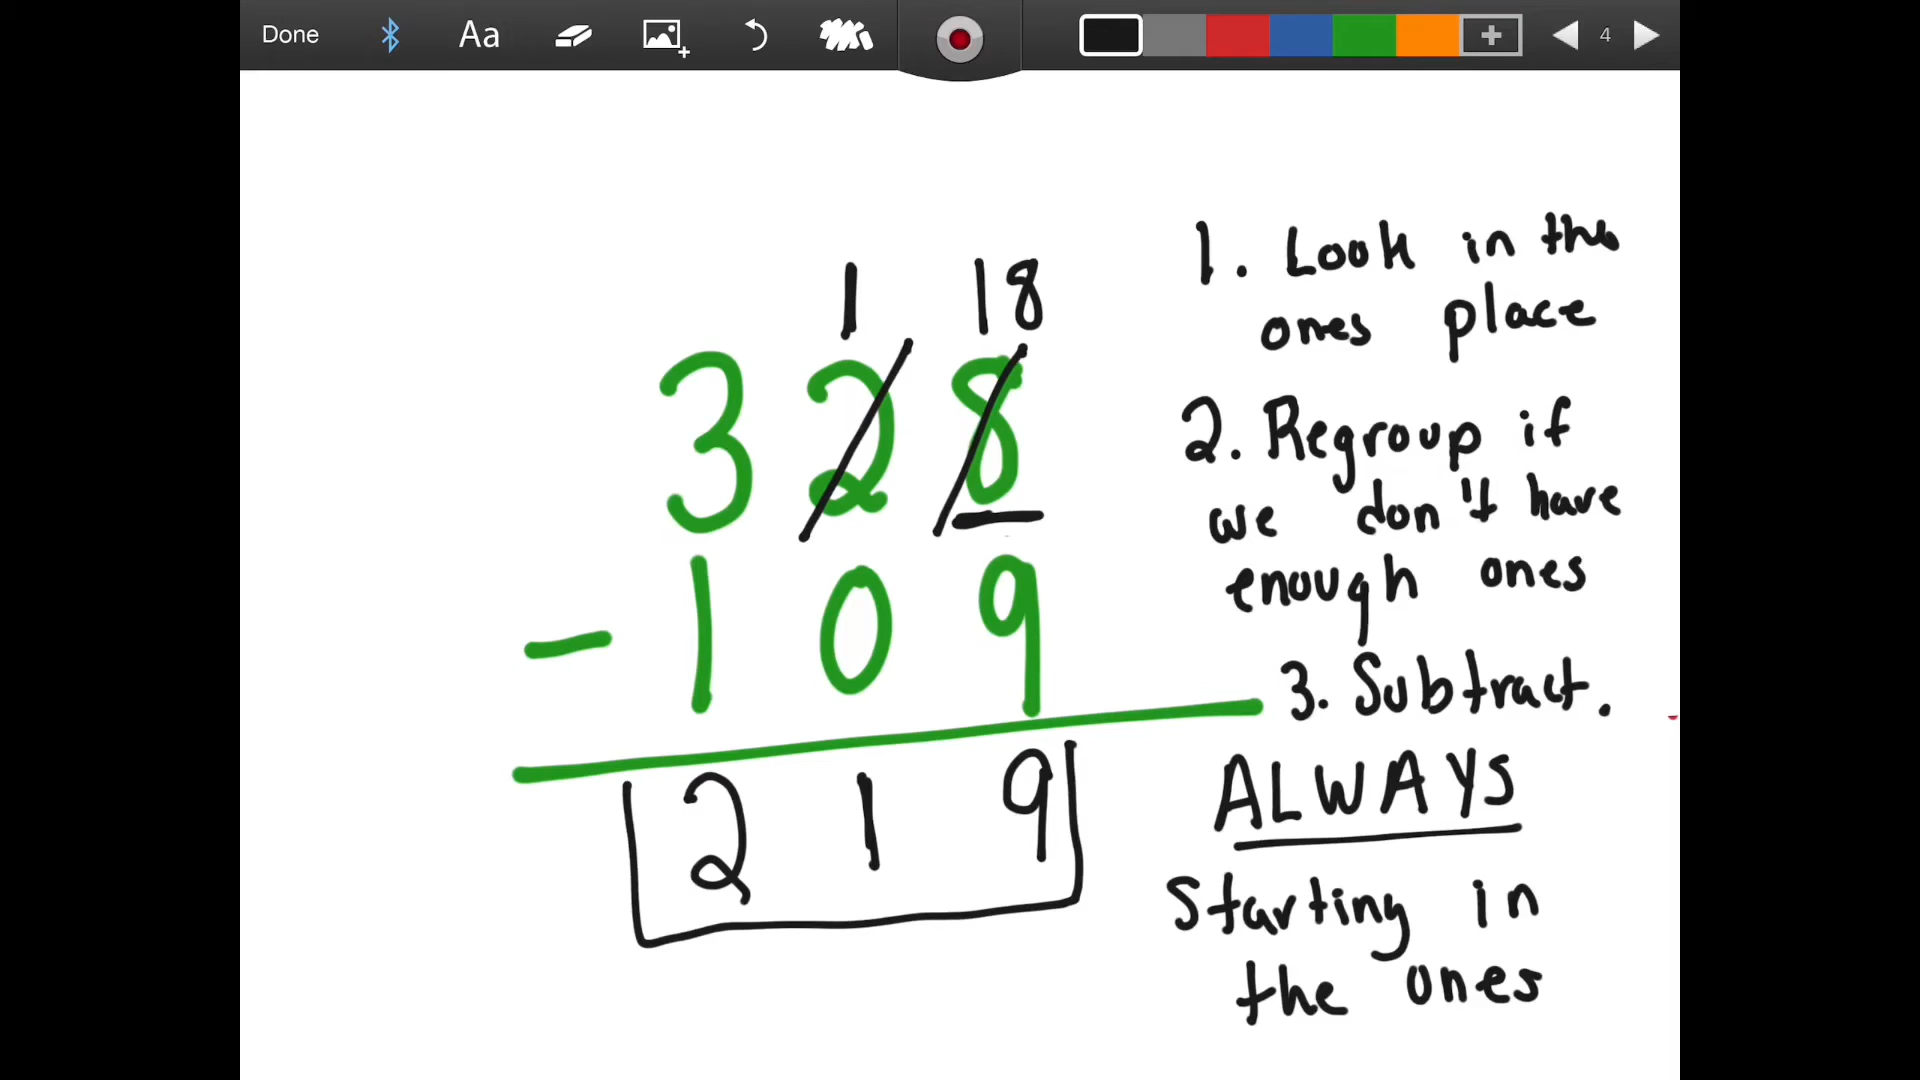 Done Aa 4
1 18
328
- 109
219
1. Look in the
ones place
2. Regroup if
we don't have
enough ones
3. Subtract.
ALWAYS
Starting in
the ones